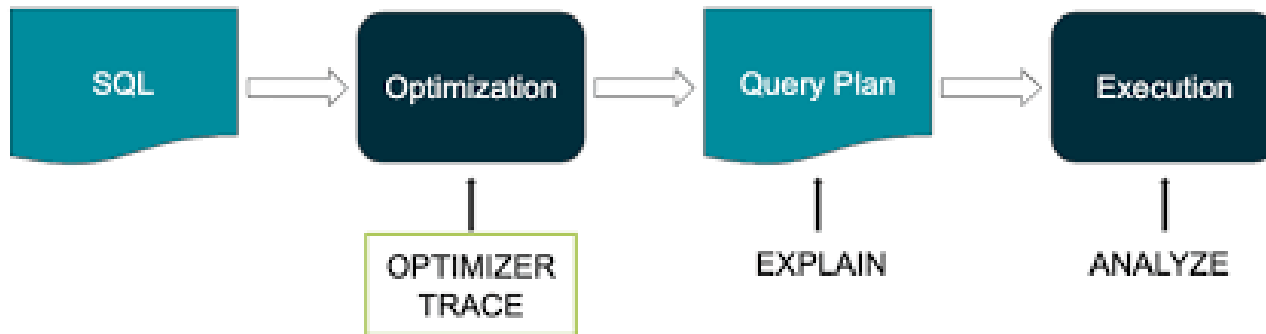 SQL
Optimization
Query Plan
Execution
OPTIMIZER
TRACE
EXPLAIN
ANALYZE